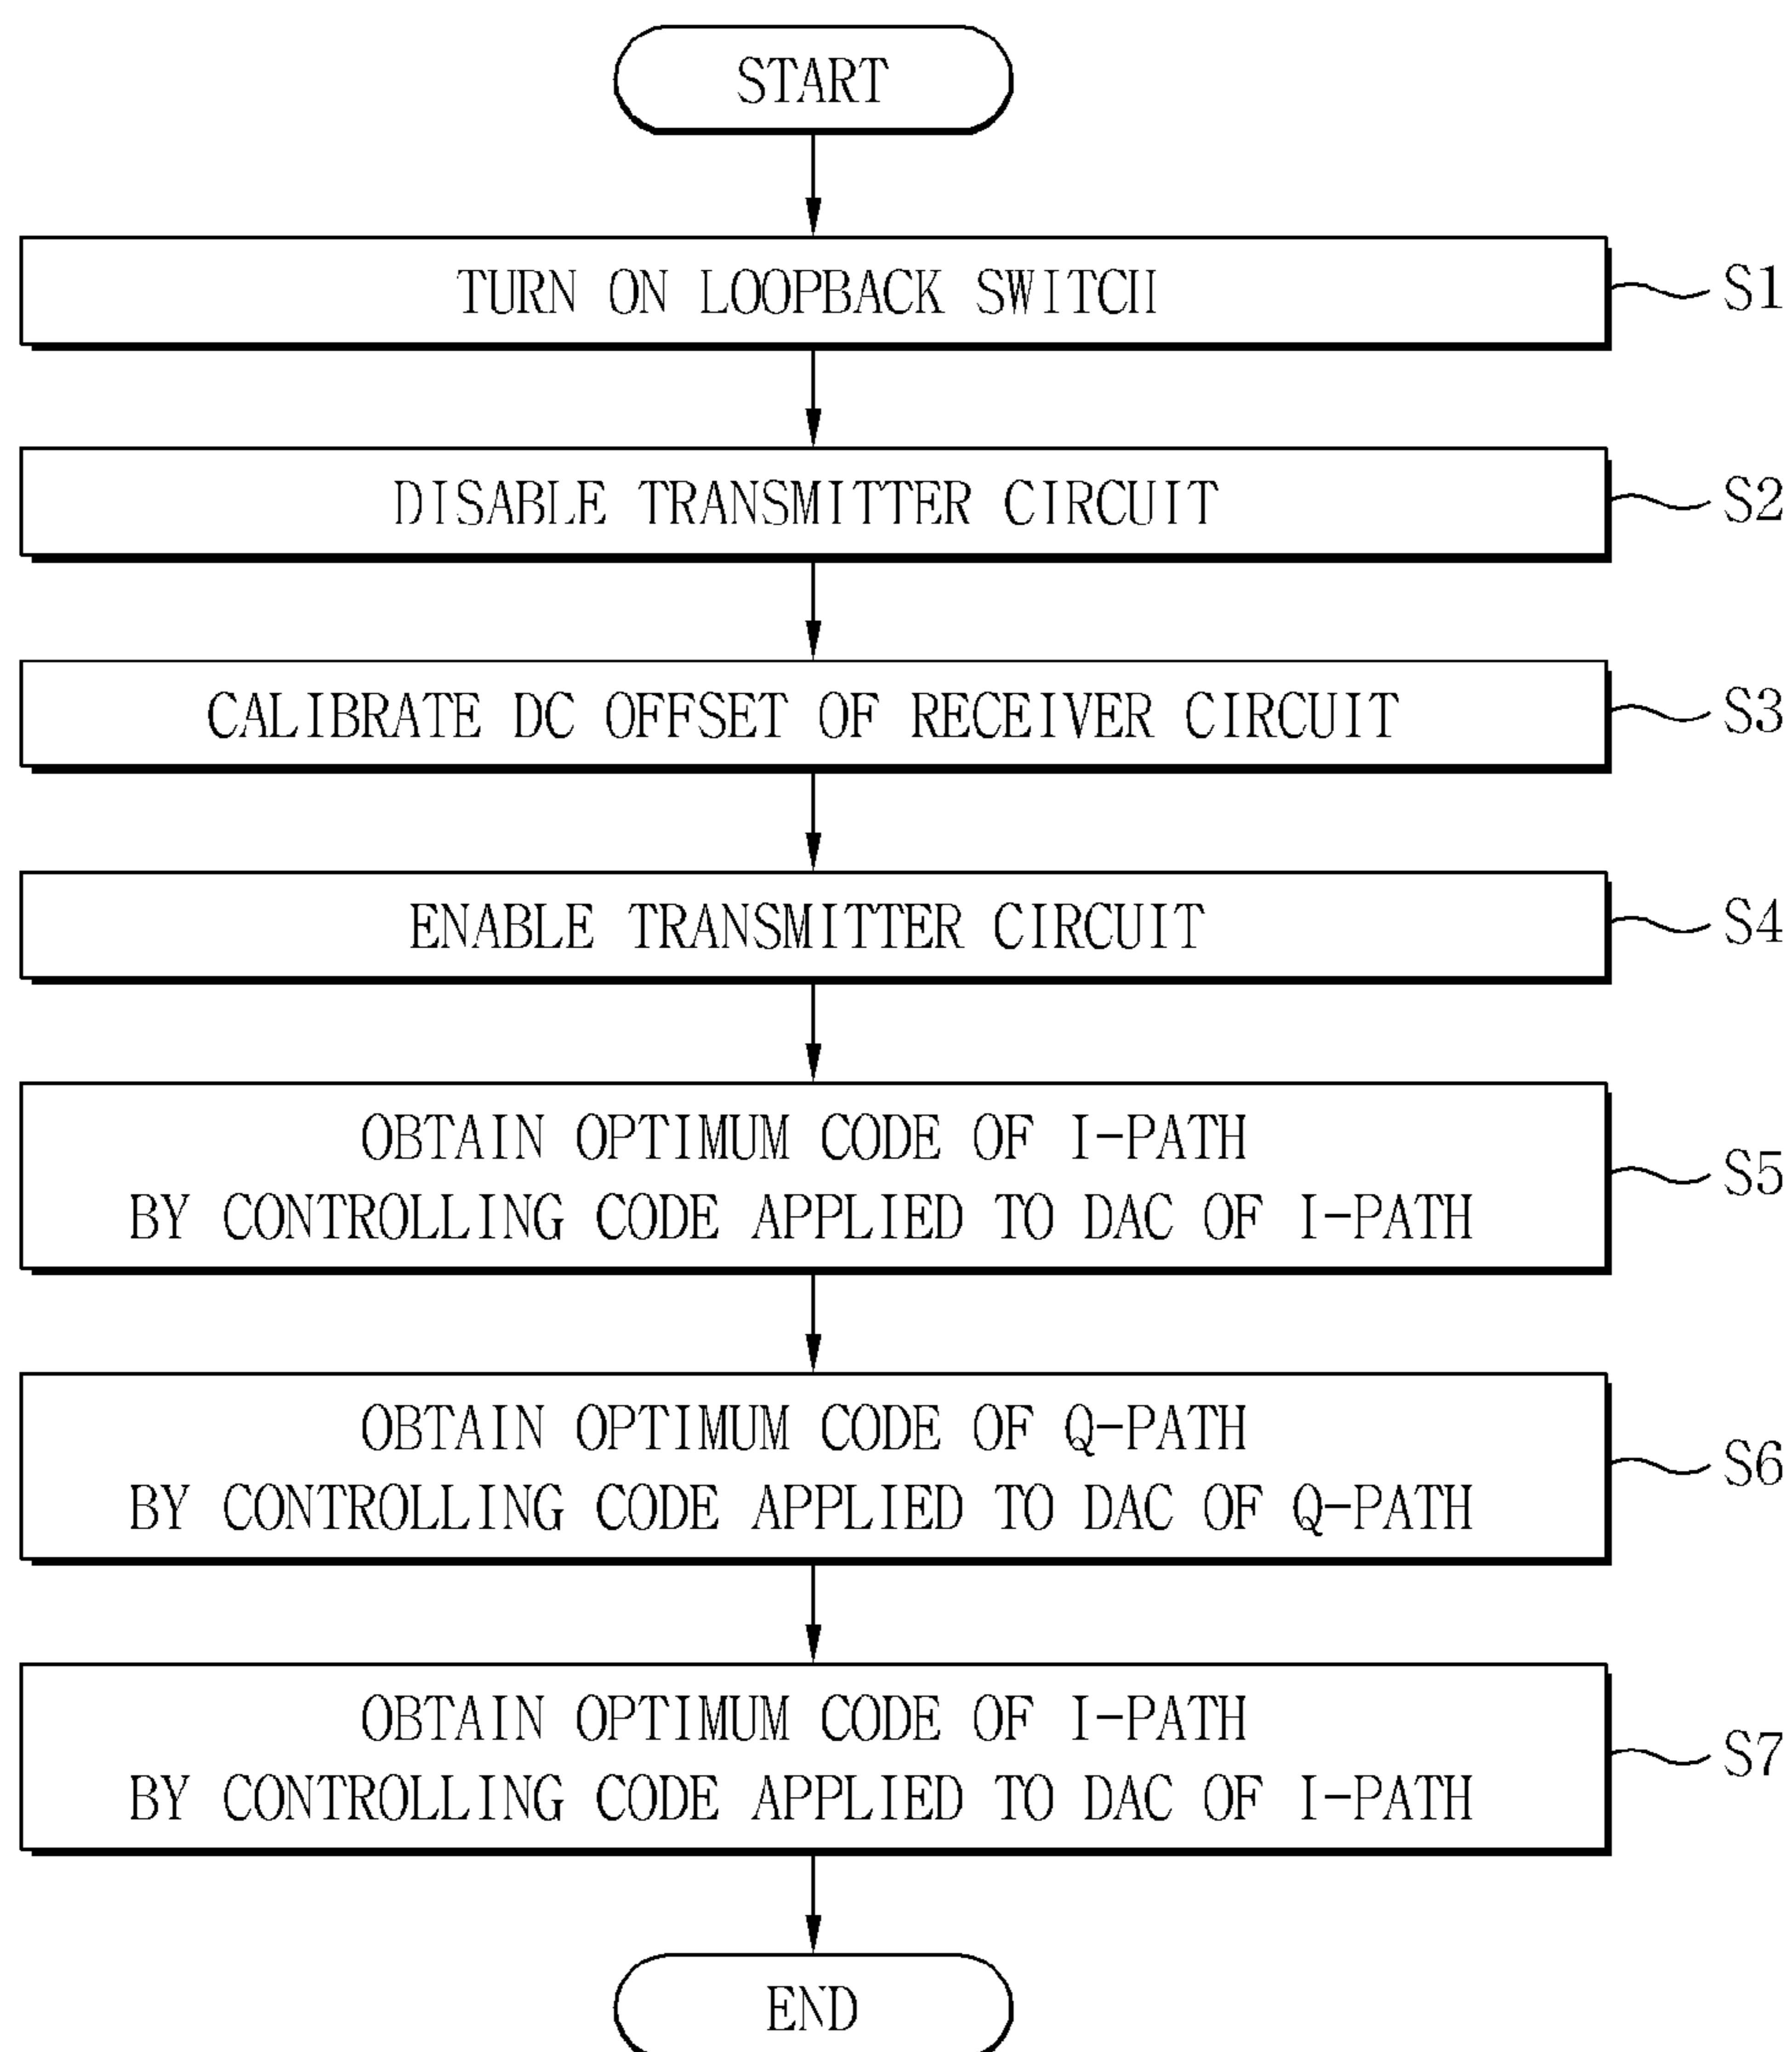 START
TURN ON LOOPBACK SWITCH
S1
DISABLE TRANSMITTER CIRCUIT
S2
CALIBRATE DC OFFSET OF RECEIVER CIRCUIT
S3
ENABLE TRANSMITTER CIRCUIT
S4
OBTAIN OPTIMUM CODE OF I-PATH
BY CONTROLLING CODE APPLIED TO DAC OF I-PATH
S5
OBTAIN OPTIMUM CODE OF Q-PATH
BY CONTROLLING CODE APPLIED TO DAC OF Q-PATH
S6
OBTAIN OPTIMUM CODE OF I-PATH
BY CONTROLLING CODE APPLIED TO DAC OF I-PATH
S7
END